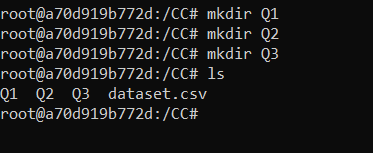 root@a70d919b772d:/CC# mkdir Q1
root@a70d919b772d:/CC# mkdir Q2
root@a70d919b772d:/CC# mkdir Q3
root@a70d919b772d:/CC# ls
Q1  Q2  Q3  dataset.csv
root@a70d919b772d:/CC#